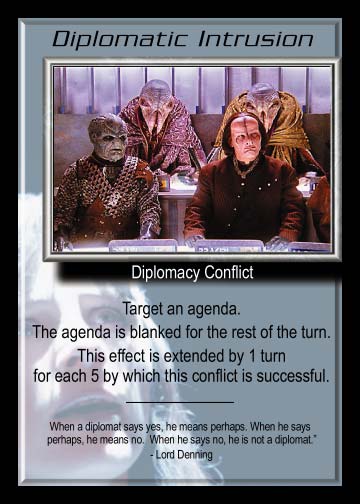 Diplomatic Intrusion
Diplomacy Conflict
Target an agenda.
The agenda is blanked for the rest of the turn.
This effect is extended by 1 turn
for each 5 by which this conflict is successful.
When a diplomat says yes, he means perhaps. When he says
perhaps, he means no. When he says no, he is not a diplomat.”
- Lord Denning